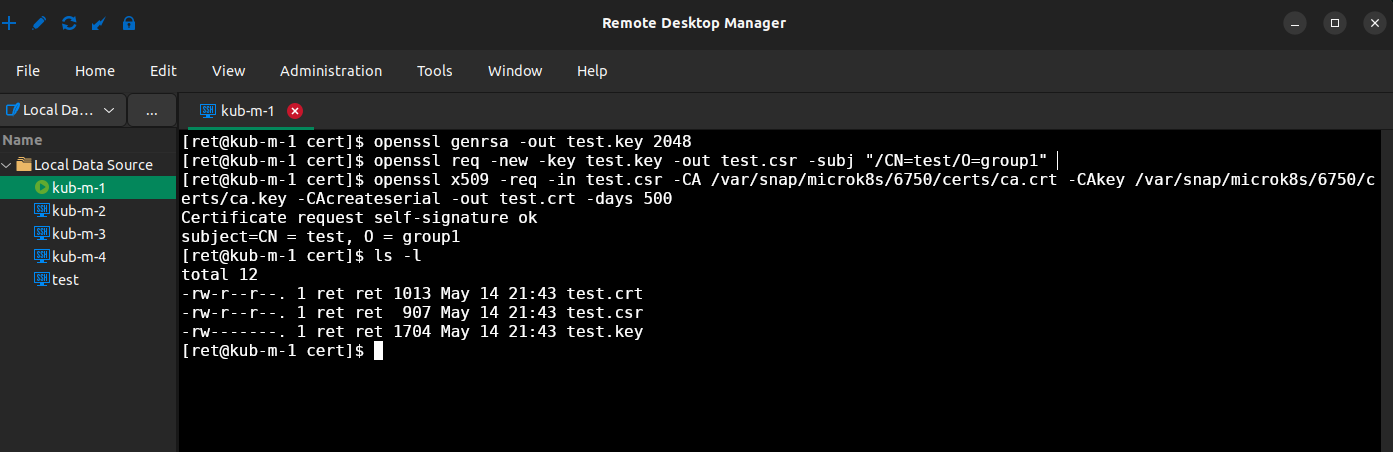 Remote Desktop Manager
File Home Edit View Administration Tools Window Help
Local Da... ...
kub-m-1
Name
Local Data Source
kub-m-1
kub-m-2
kub-m-3
kub-m-4
test
[ret@kub-m-1 cert]$ openssl genrsa -out test.key 2048
[ret@kub-m-1 cert]$ openssl req -new -key test.key -out test.csr -subj "/CN=test/O=group1"
[ret@kub-m-1 cert]$ openssl x509 -req -in test.csr -CA /var/snap/microk8s/6750/certs/ca.crt -CAkey /var/snap/microk8s/6750/c
erts/ca.key -CAcreateserial -out test.crt -days 500
Certificate request self-signature ok
subject=CN = test, O = group1
[ret@kub-m-1 cert]$ ls -l
total 12
-rw-r--r--. 1 ret ret 1013 May 14 21:43 test.crt
-rw-r--r--. 1 ret ret  907 May 14 21:43 test.csr
-rw-------. 1 ret ret 1704 May 14 21:43 test.key
[ret@kub-m-1 cert]$